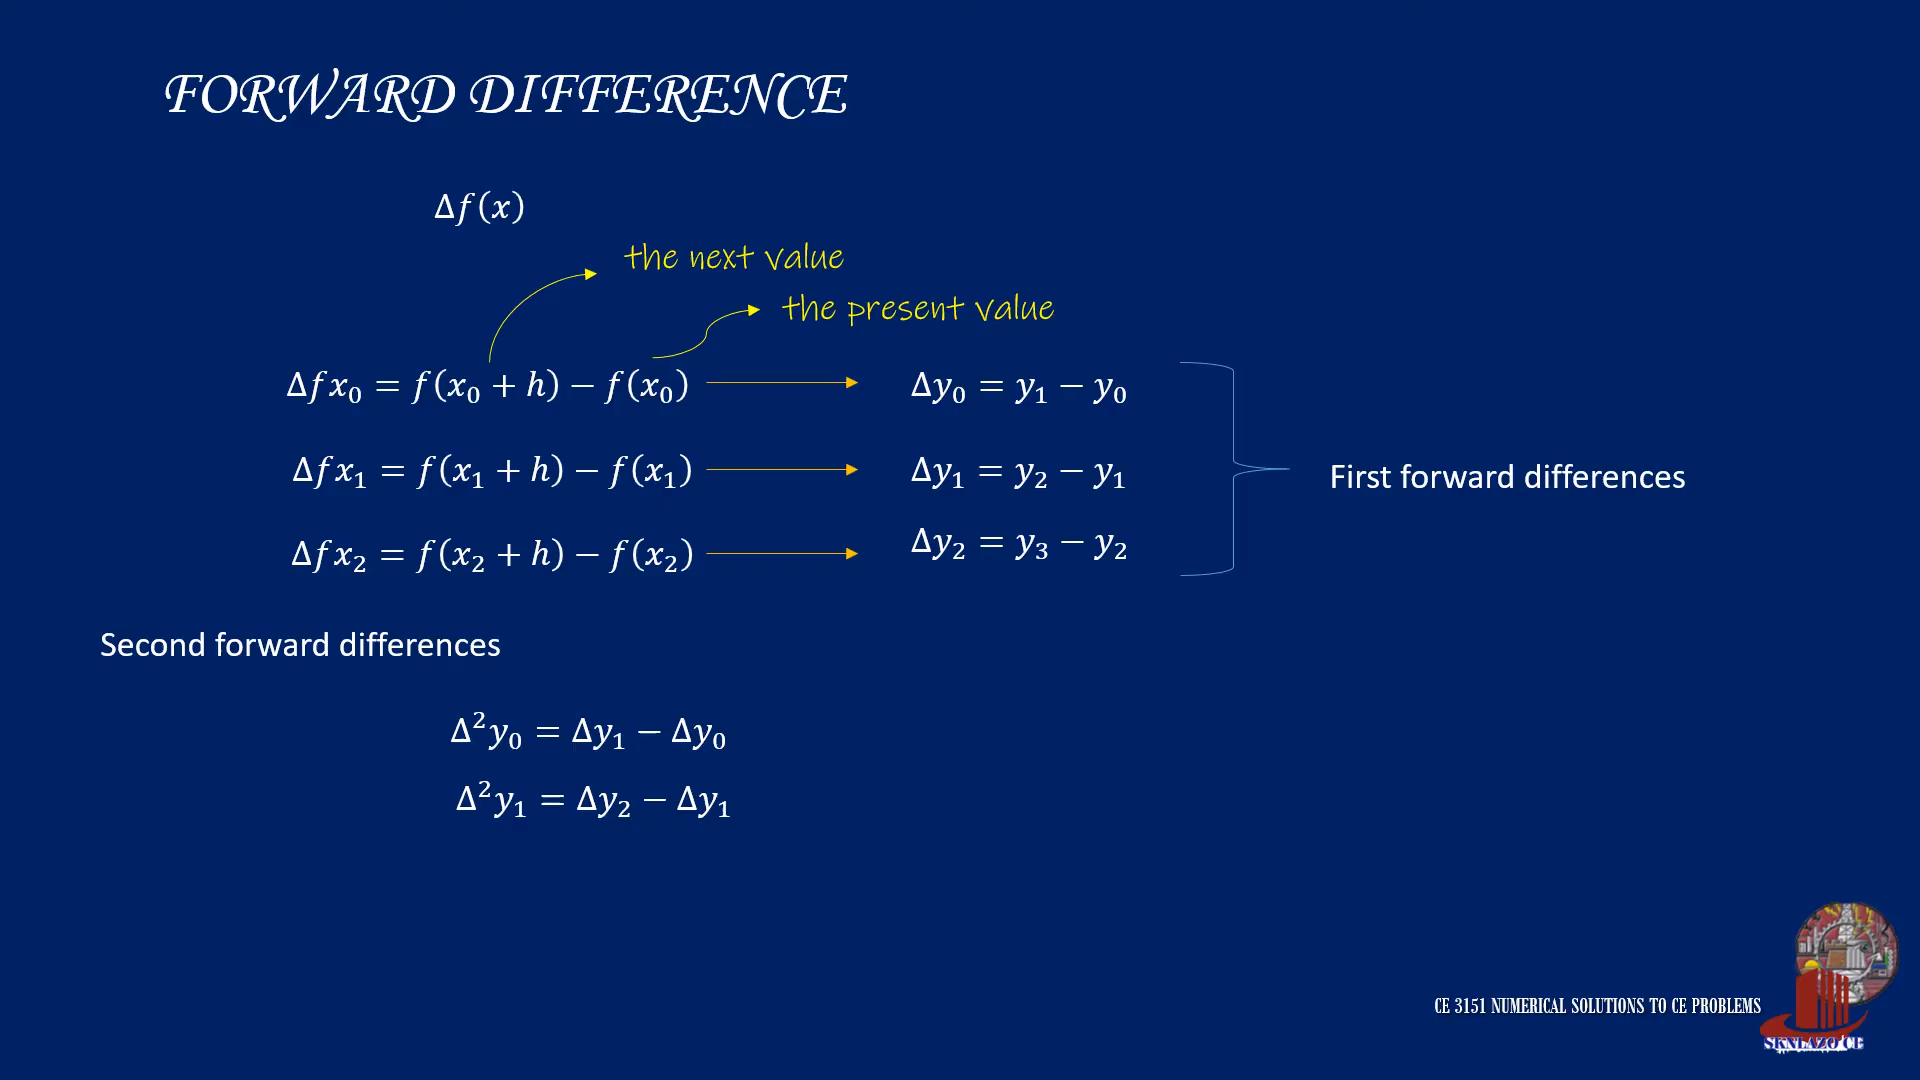 FORWARD DIFFERENCE
Δf(x)
the next value
the present value
Δfx₀ = f(x₀ + h) − f(x₀)
Δy₀ = y₁ − y₀
Δfx₁ = f(x₁ + h) − f(x₁)
Δy₁ = y₂ − y₁
First forward differences
Δfx₂ = f(x₂ + h) − f(x₂)
Δy₂ = y₃ − y₂
Second forward differences
Δ²y₀ = Δy₁ − Δy₀
Δ²y₁ = Δy₂ − Δy₁
CE 3151 NUMERICAL SOLUTIONS TO CE PROBLEMS
SKNLAZO CE